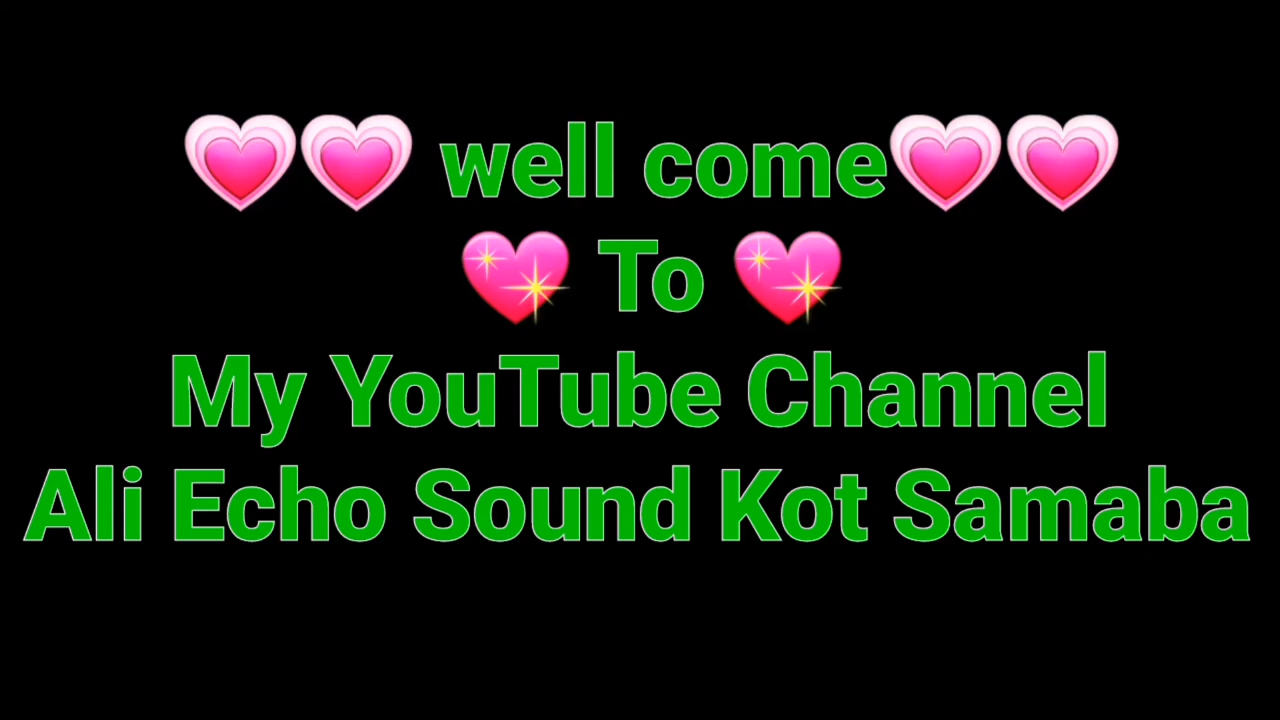 💗💗 well come💗💗
💖 To 💖
My YouTube Channel
Ali Echo Sound Kot Samaba